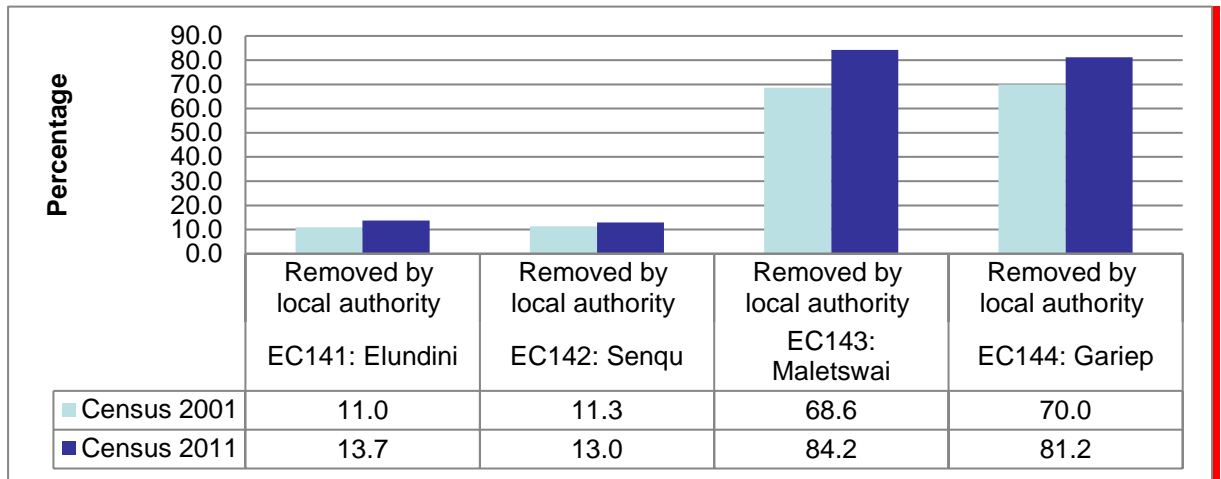 Percentage
90.0
80.0
70.0
60.0
50.0
40.0
30.0
20.0
10.0
0.0
Removed by local authority
Removed by local authority
Removed by local authority
Removed by local authority
EC141: Elundini
EC142: Senqu
EC143: Maletswai
EC144: Gariep
Census 2001 11.0 11.3 68.6 70.0
Census 2011 13.7 13.0 84.2 81.2